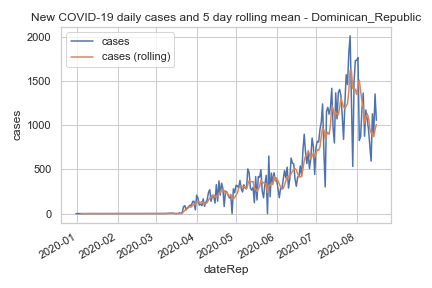 New COVID-19 daily cases and 5 day rolling mean - Dominican_Republic
cases
cases (rolling)
2000
1500
1000
500
0
cases
2020-01
2020-02
2020-03
2020-04
2020-05
2020-06
2020-07
2020-08
dateRep